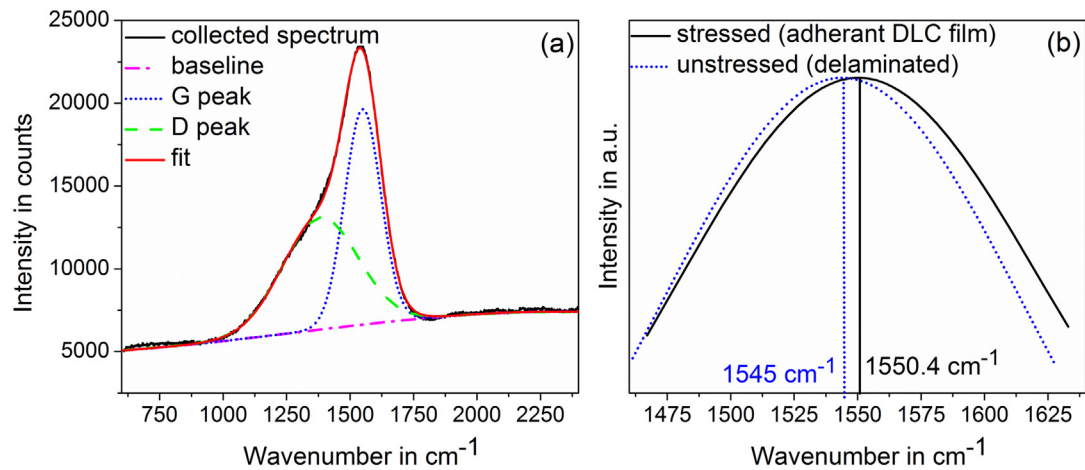 25000
20000
15000
10000
5000
Intensity in counts
collected spectrum
baseline
G peak
D peak
fit
(a)
750 1000 1250 1500 1750 2000 2250
Wavenumber in cm⁻¹
stressed (adherant DLC film)
unstressed (delaminated)
(b)
Intensity in a.u.
1545 cm⁻¹
1550.4 cm⁻¹
1475 1500 1525 1550 1575 1600 1625
Wavenumber in cm⁻¹